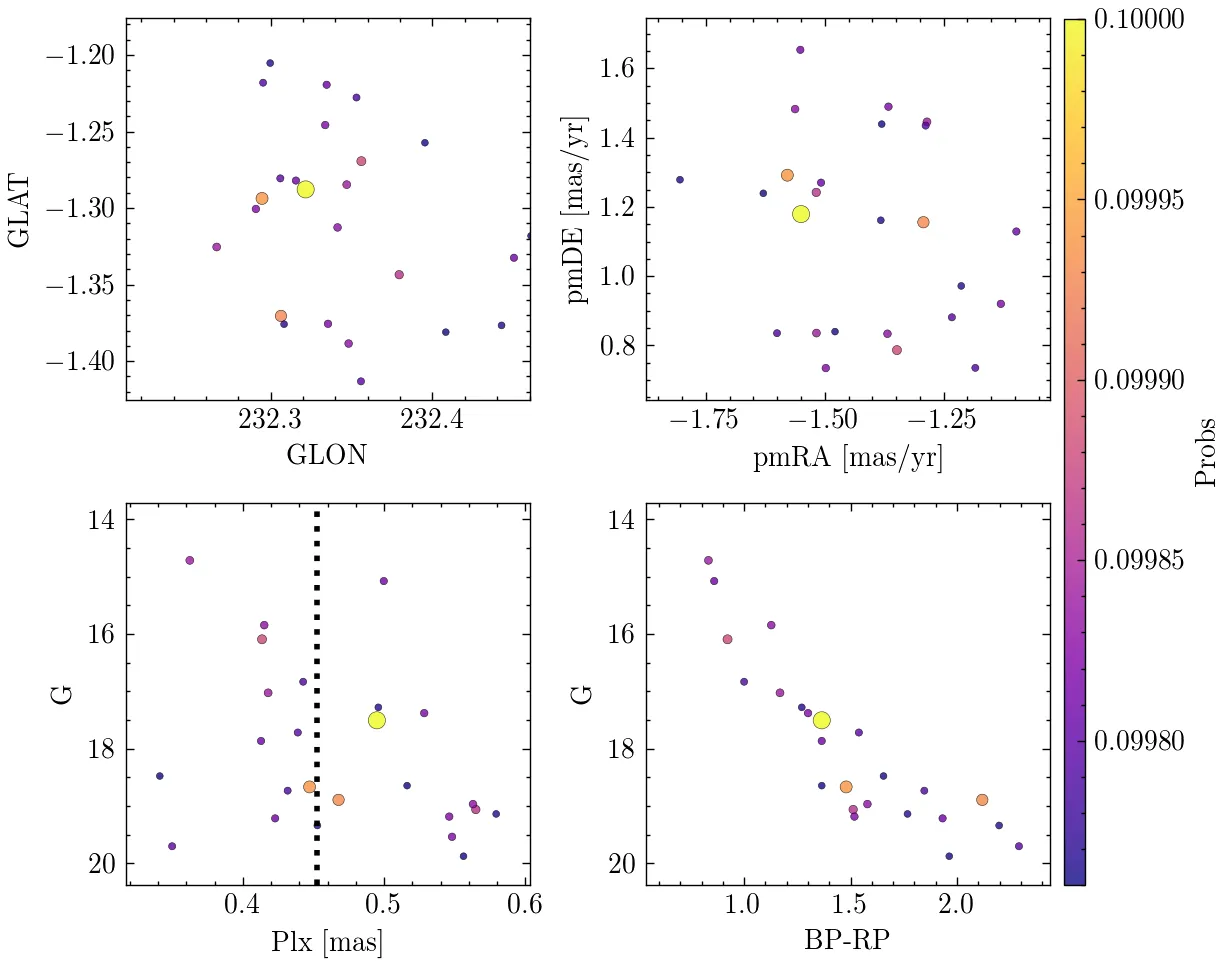 −1.20
−1.25
−1.30
−1.35
−1.40
GLAT
232.3 232.4
GLON
1.6
1.4
1.2
1.0
0.8
pmDE [mas/yr]
−1.75 −1.50 −1.25
pmRA [mas/yr]
0.10000
0.09995
0.09990
0.09985
0.09980
Probs
14
16
18
20
G
0.4 0.5 0.6
Plx [mas]
14
16
18
20
G
1.0 1.5 2.0
BP-RP